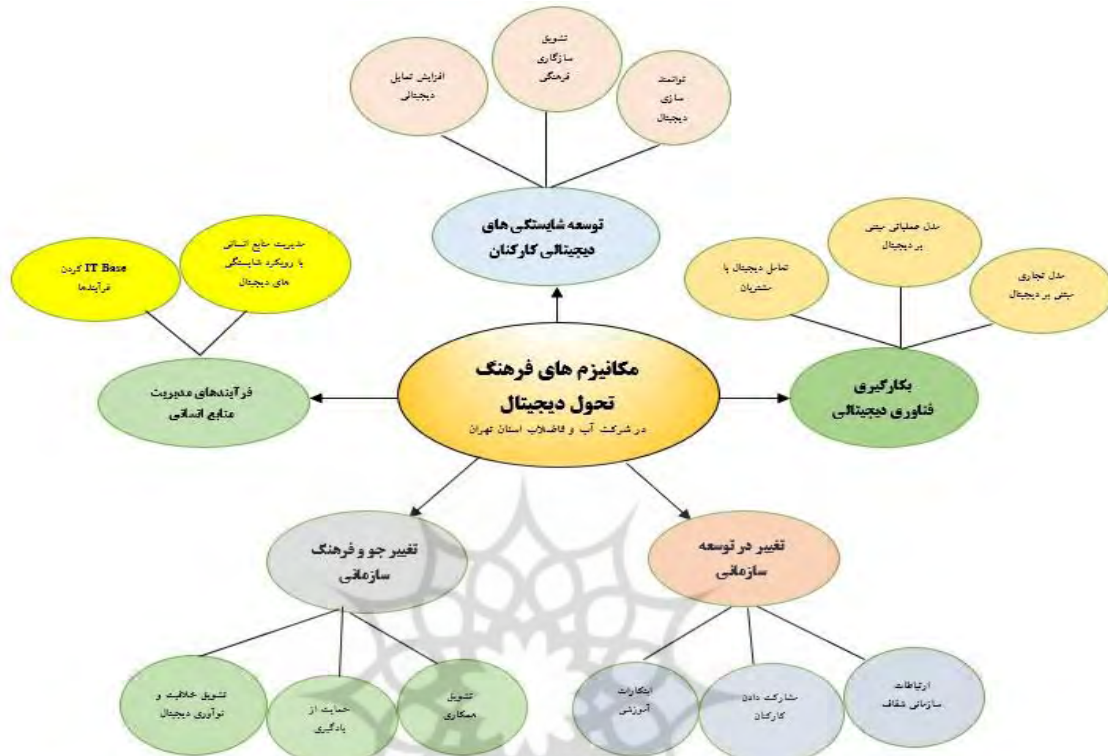 افزایش تمایل
دیجیتالی
تشویق
سازگاری
فرهنگی
توانمند
سازی
دیجیتال
توسعه شایستگی های
دیجیتالی کارکنان
IT Base کردن
فرآیندها
مدیریت منابع انسانی
با رویکرد شایستگی
های دیجیتال
فرآیندهای مدیریت
منابع انسانی
تعامل دیجیتال با
مشتریان
مدل عملیاتی مبتنی
بر دیجیتال
مدل تجاری
مبتنی بر دیجیتال
بکارگیری
فناوری دیجیتالی
مکانیزم های فرهنگ
تحول دیجیتال
در شرکت آب و فاضلاب استان تهران
تغییر جو و فرهنگ
سازمانی
تشویق خلاقیت و
نوآوری دیجیتال
حمایت از
یادگیری
تشویق
همکاری
تغییر در توسعه
سازمانی
ابتکارات
آموزشی
مشارکت دادن
کارکنان
ارتباطات
سازمانی شفاف